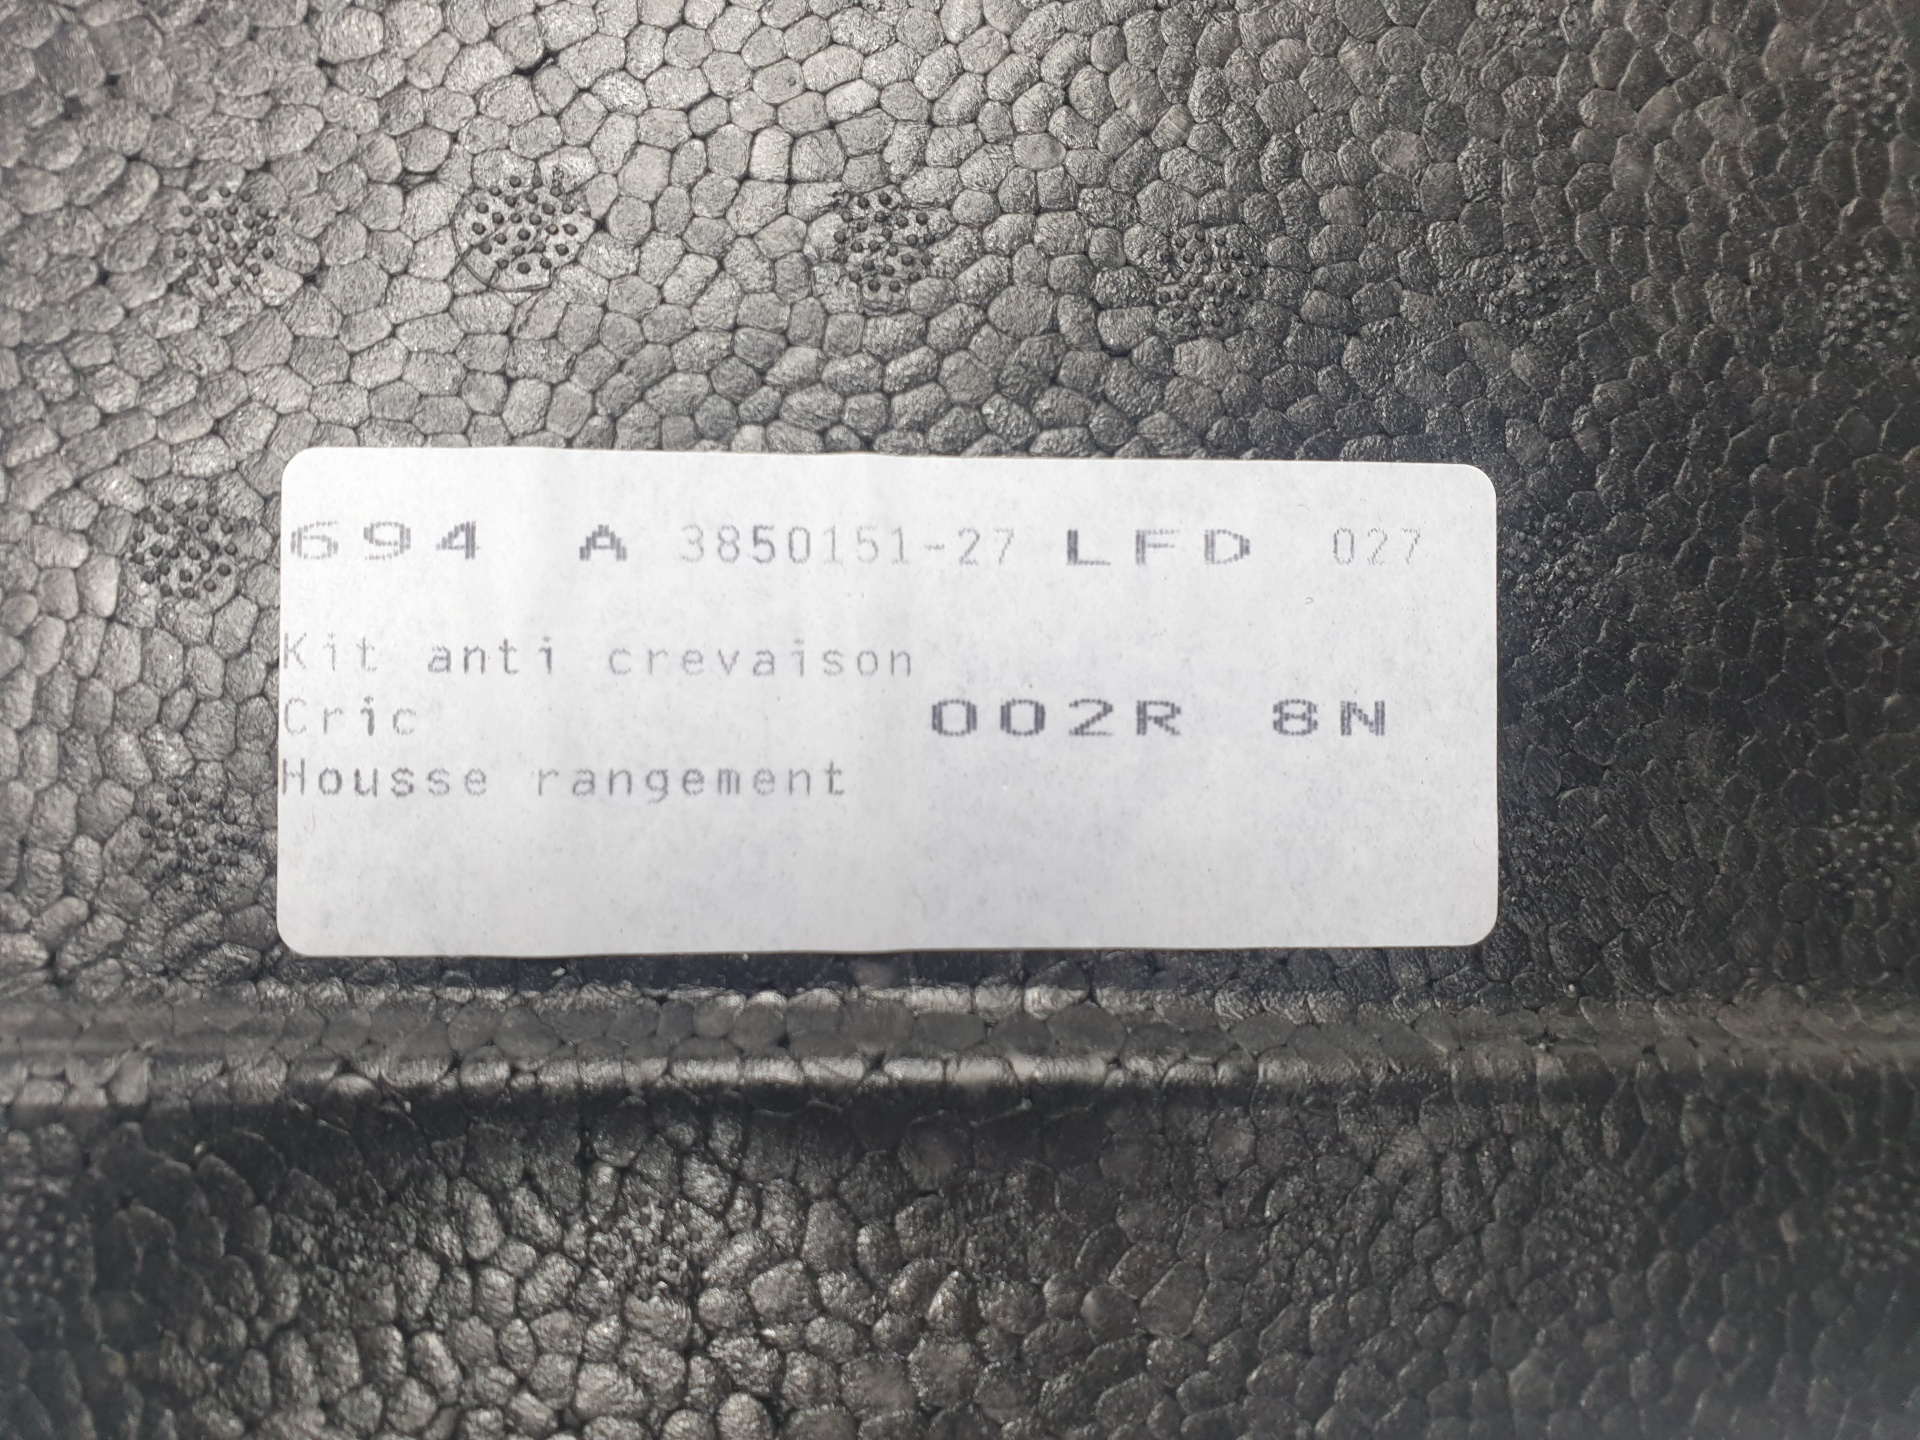 694 A 3850151-27 LFD 027
Kit anti crevaison
Cric 002R 8N
Housse rangement